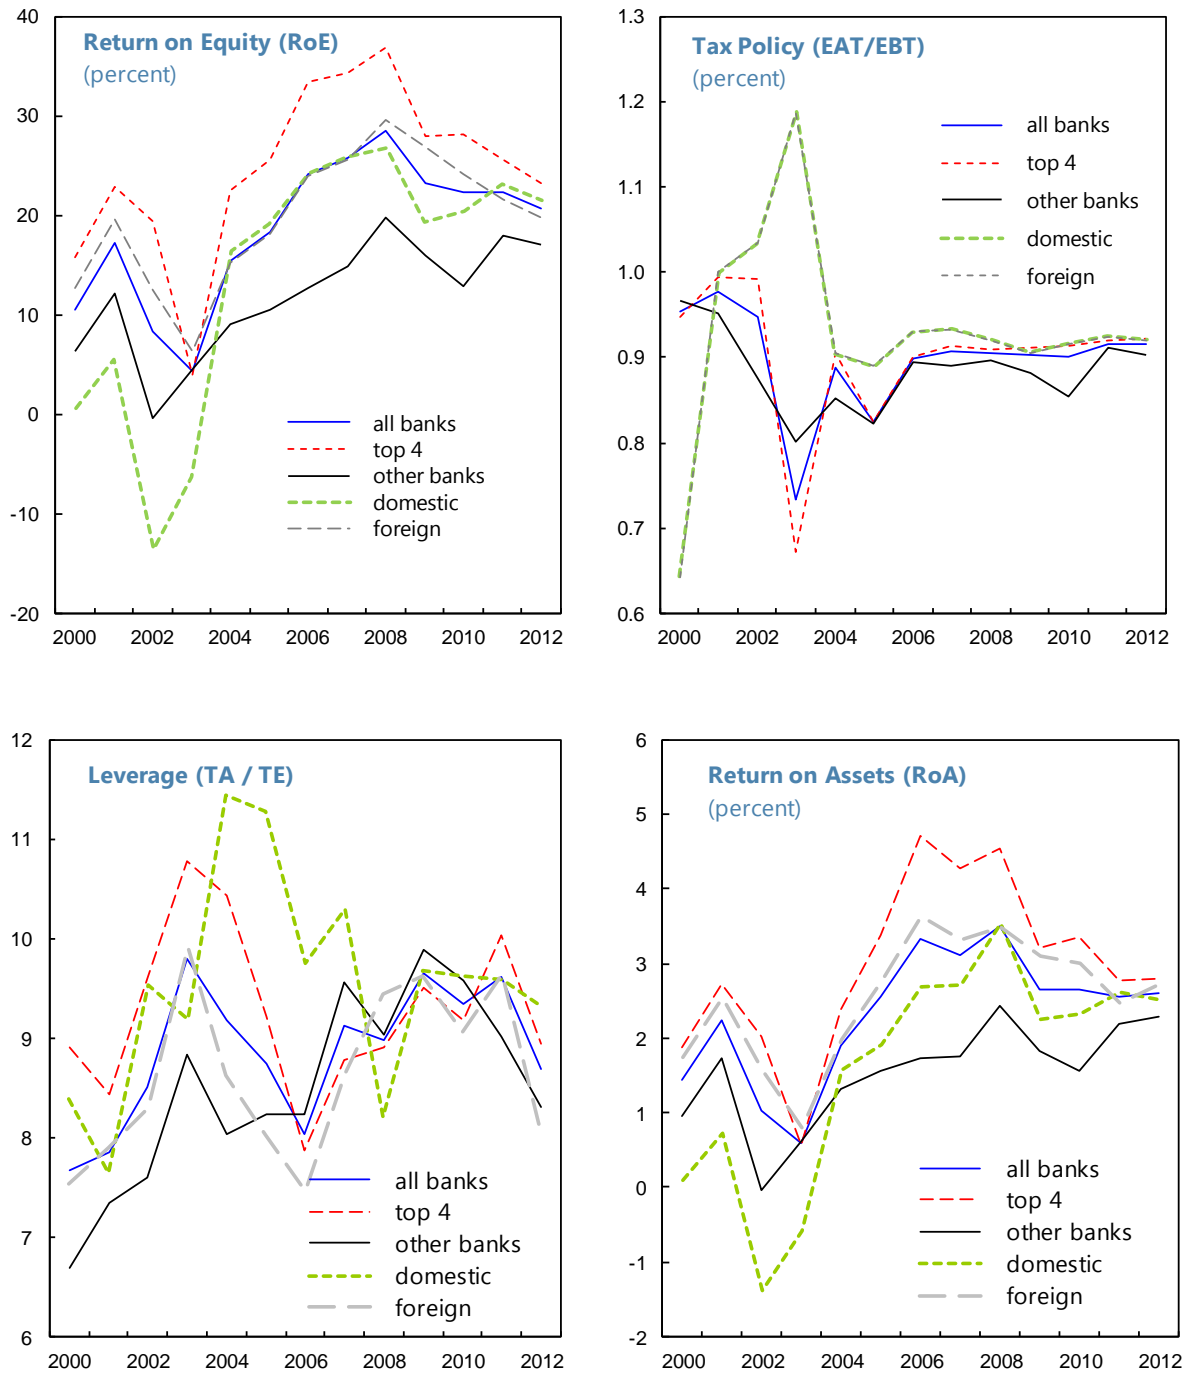 Return on Equity (RoE)
(percent)
40
30
20
10
0
-10
-20
all banks
top 4
other banks
domestic
foreign
2000 2002 2004 2006 2008 2010 2012
Tax Policy (EAT/EBT)
(percent)
1.3
1.2
1.1
1.0
0.9
0.8
0.7
0.6
all banks
top 4
other banks
domestic
foreign
2000 2002 2004 2006 2008 2010 2012
Leverage (TA / TE)
12
11
10
9
8
7
6
all banks
top 4
other banks
domestic
foreign
2000 2002 2004 2006 2008 2010 2012
Return on Assets (RoA)
(percent)
6
5
4
3
2
1
0
-1
-2
all banks
top 4
other banks
domestic
foreign
2000 2002 2004 2006 2008 2010 2012